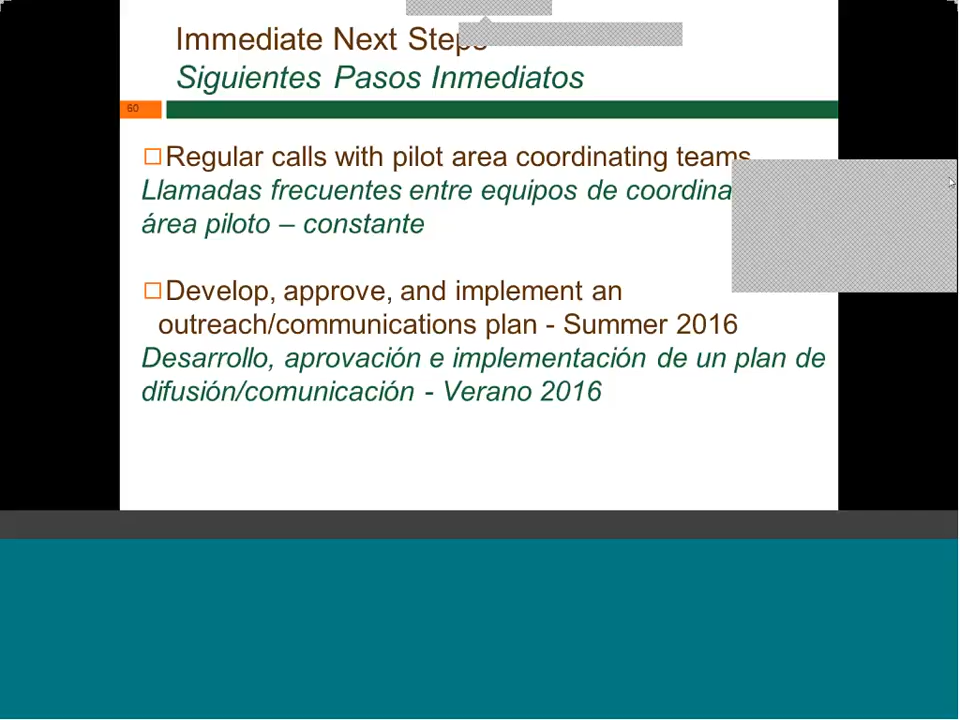 Immediate Next Steps
Siguientes Pasos Inmediatos
60
Regular calls with pilot area coordinating teams
Llamadas frecuentes entre equipos de
área piloto – constante
Develop, approve, and implement an
outreach/communications plan - Summer 2016
Desarrollo, aprovación e implementación de un plan de
difusión/comunicación - Verano 2016